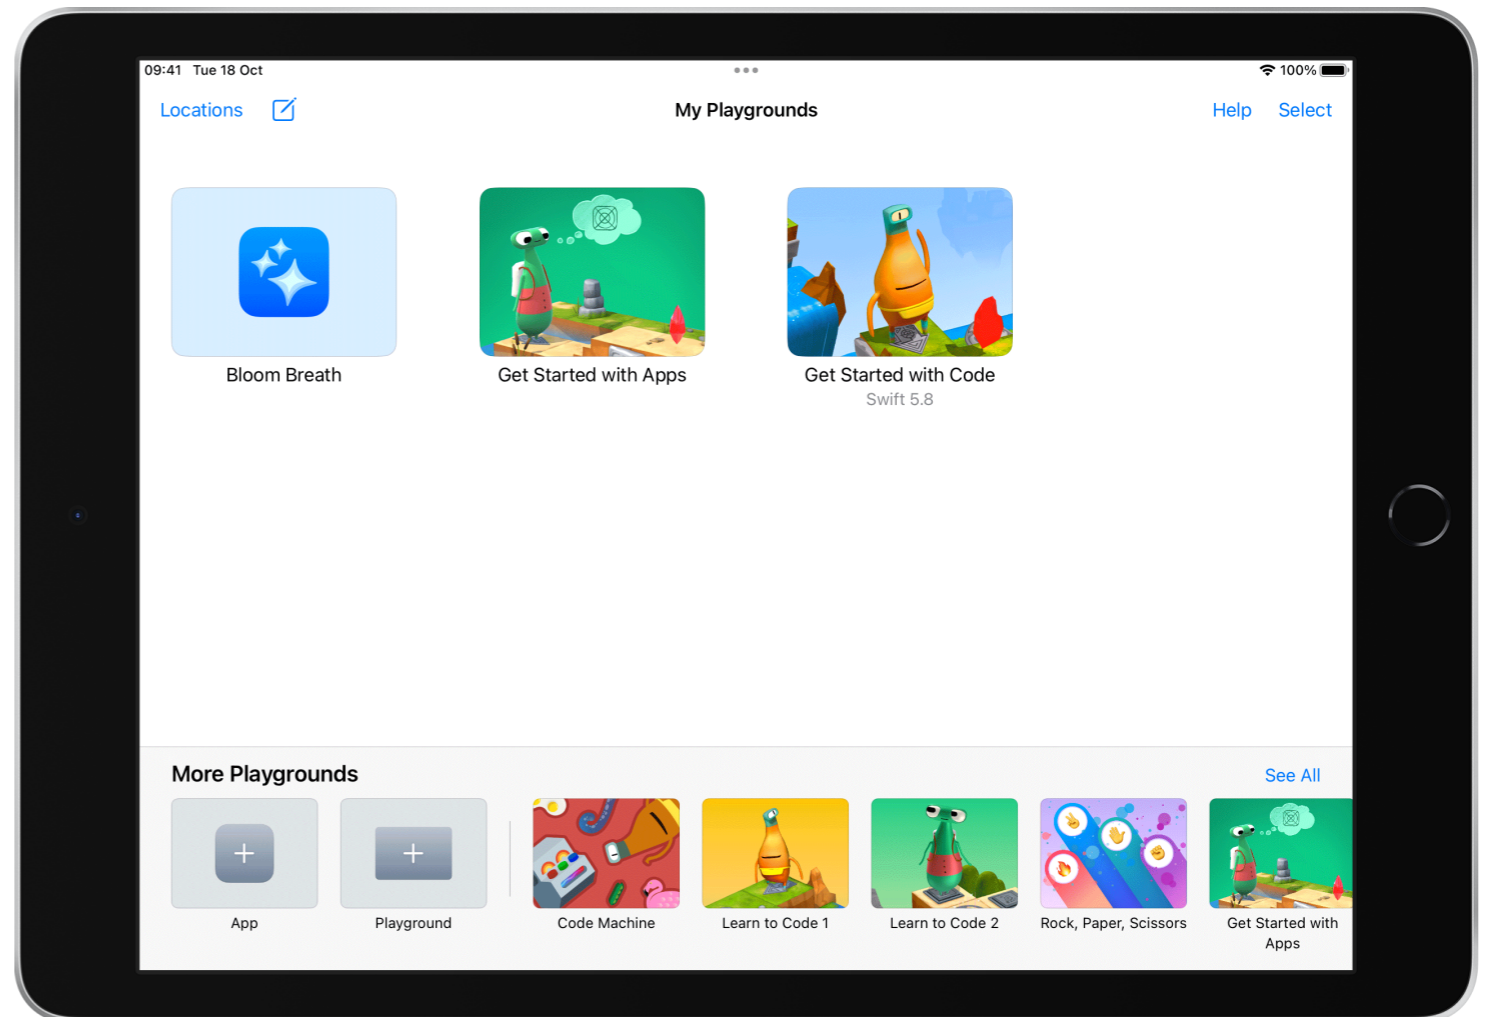 09:41 Tue 18 Oct
100%
Locations
My Playgrounds
Help Select
Bloom Breath
Get Started with Apps
Get Started with Code
Swift 5.8
More Playgrounds
See All
App
Playground
Code Machine
Learn to Code 1
Learn to Code 2
Rock, Paper, Scissors
Get Started with
Apps